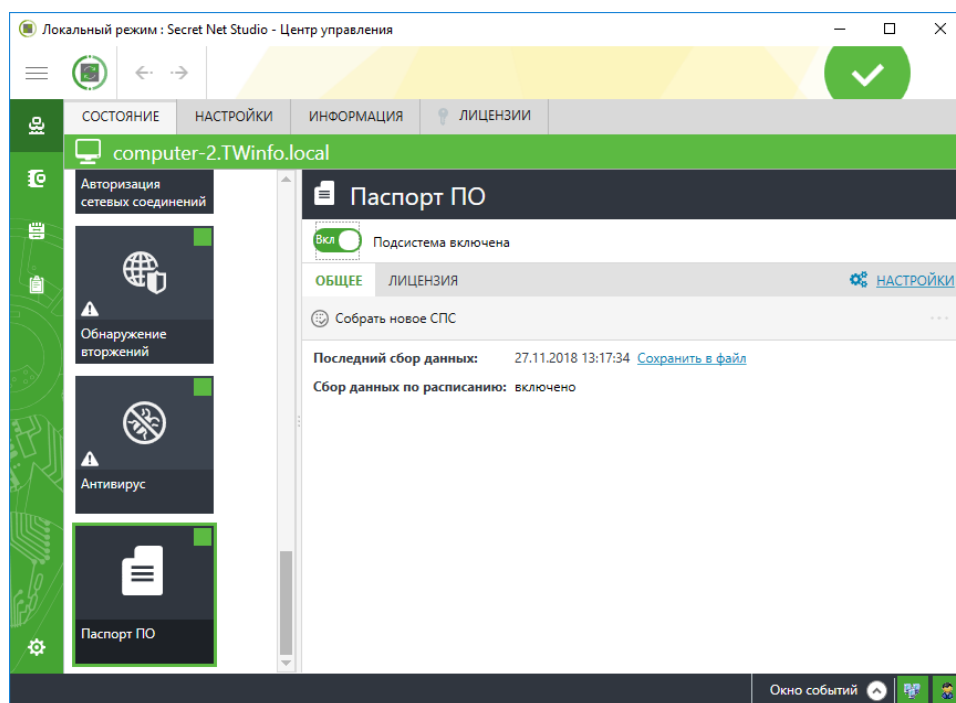 Локальный режим : Secret Net Studio - Центр управления
СОСТОЯНИЕ НАСТРОЙКИ ИНФОРМАЦИЯ ЛИЦЕНЗИИ
computer-2.TWinfo.local
Авторизация
сетевых соединений
Обнаружение
вторжений
Антивирус
Паспорт ПО
Паспорт ПО
Вкл Подсистема включена
ОБЩЕЕ ЛИЦЕНЗИЯ НАСТРОЙКИ
Собрать новое СПС
Последний сбор данных: 27.11.2018 13:17:34 Сохранить в файл
Сбор данных по расписанию: включено
Окно событий